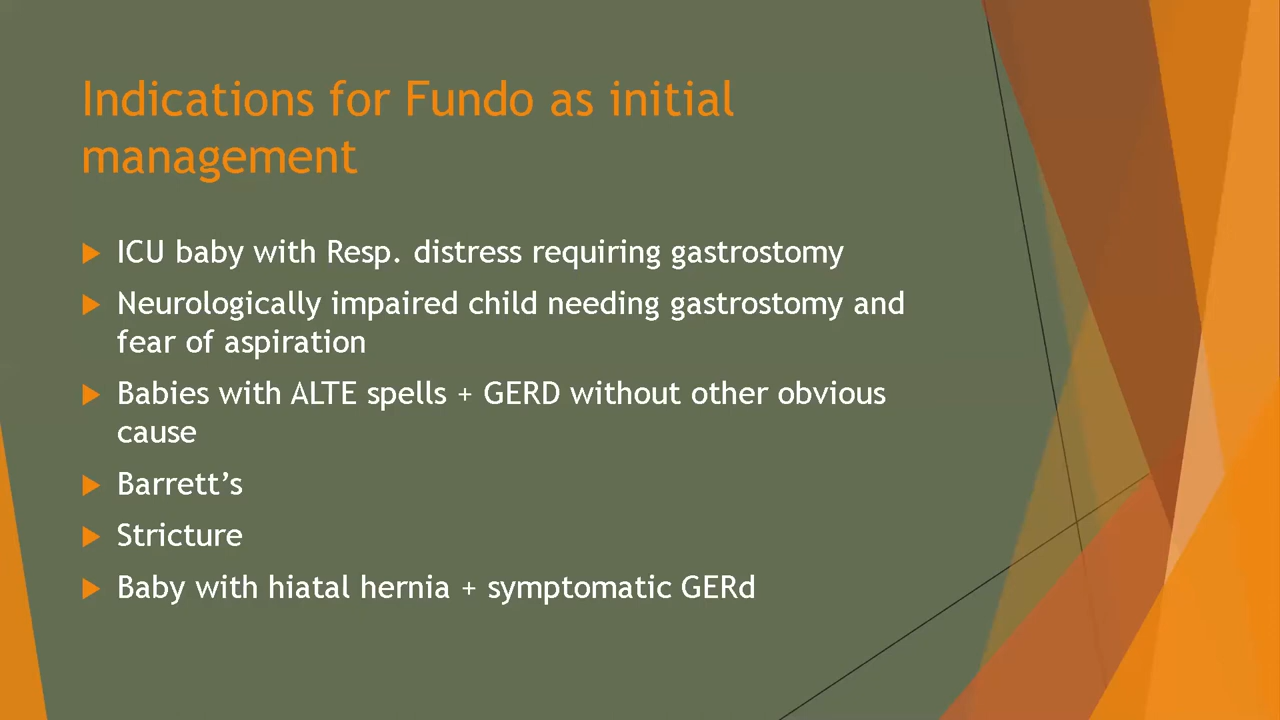 Indications for Fundo as initial
management
ICU baby with Resp. distress requiring gastrostomy
Neurologically impaired child needing gastrostomy and
fear of aspiration
Babies with ALTE spells + GERD without other obvious
cause
Barrett’s
Stricture
Baby with hiatal hernia + symptomatic GERd